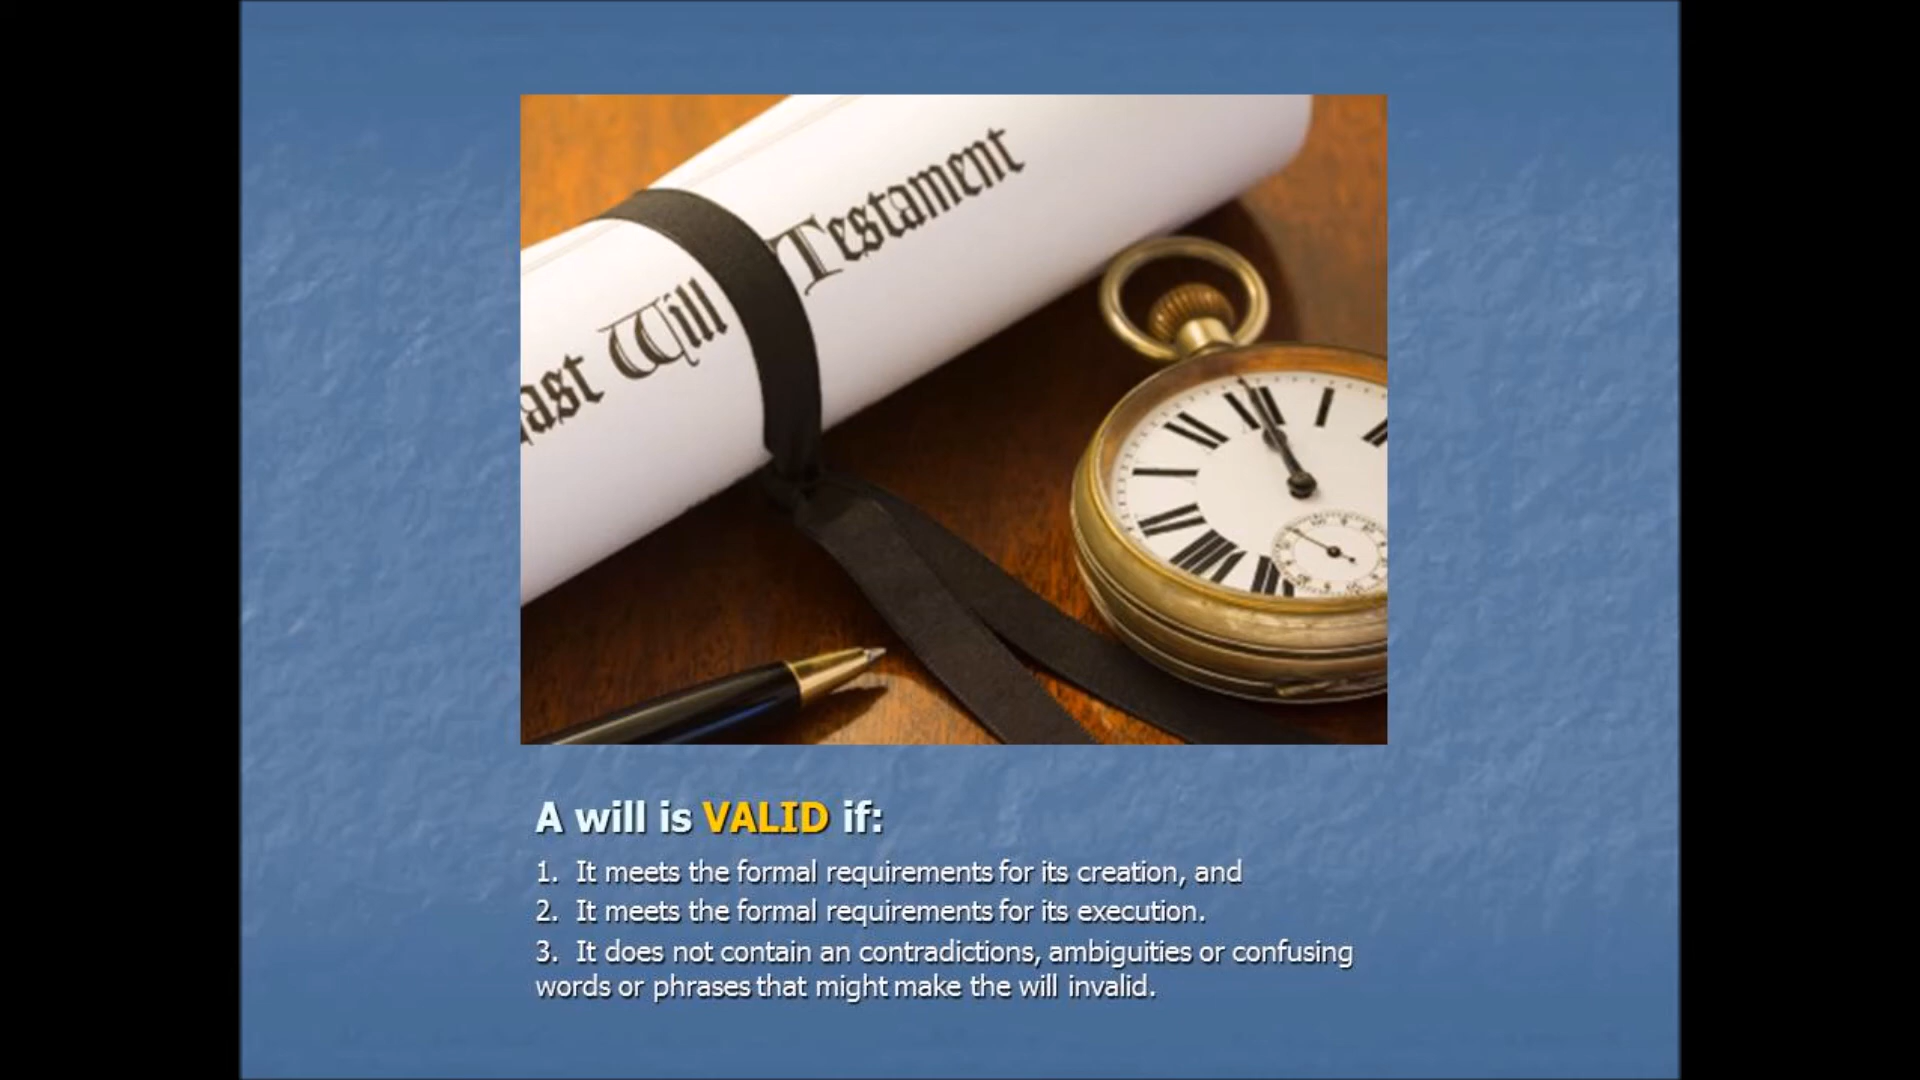 ast Will Testament
A will is VALID if:
1. It meets the formal requirements for its creation, and
2. It meets the formal requirements for its execution.
3. It does not contain an contradictions, ambiguities or confusing
words or phrases that might make the will invalid.